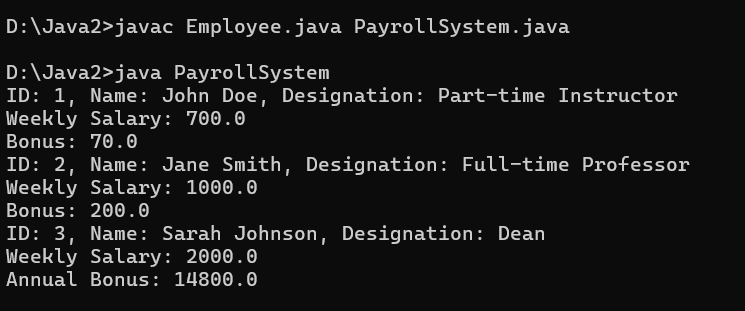 D:\Java2>javac Employee.java PayrollSystem.java
D:\Java2>java PayrollSystem
ID: 1, Name: John Doe, Designation: Part-time Instructor
Weekly Salary: 700.0
Bonus: 70.0
ID: 2, Name: Jane Smith, Designation: Full-time Professor
Weekly Salary: 1000.0
Bonus: 200.0
ID: 3, Name: Sarah Johnson, Designation: Dean
Weekly Salary: 2000.0
Annual Bonus: 14800.0